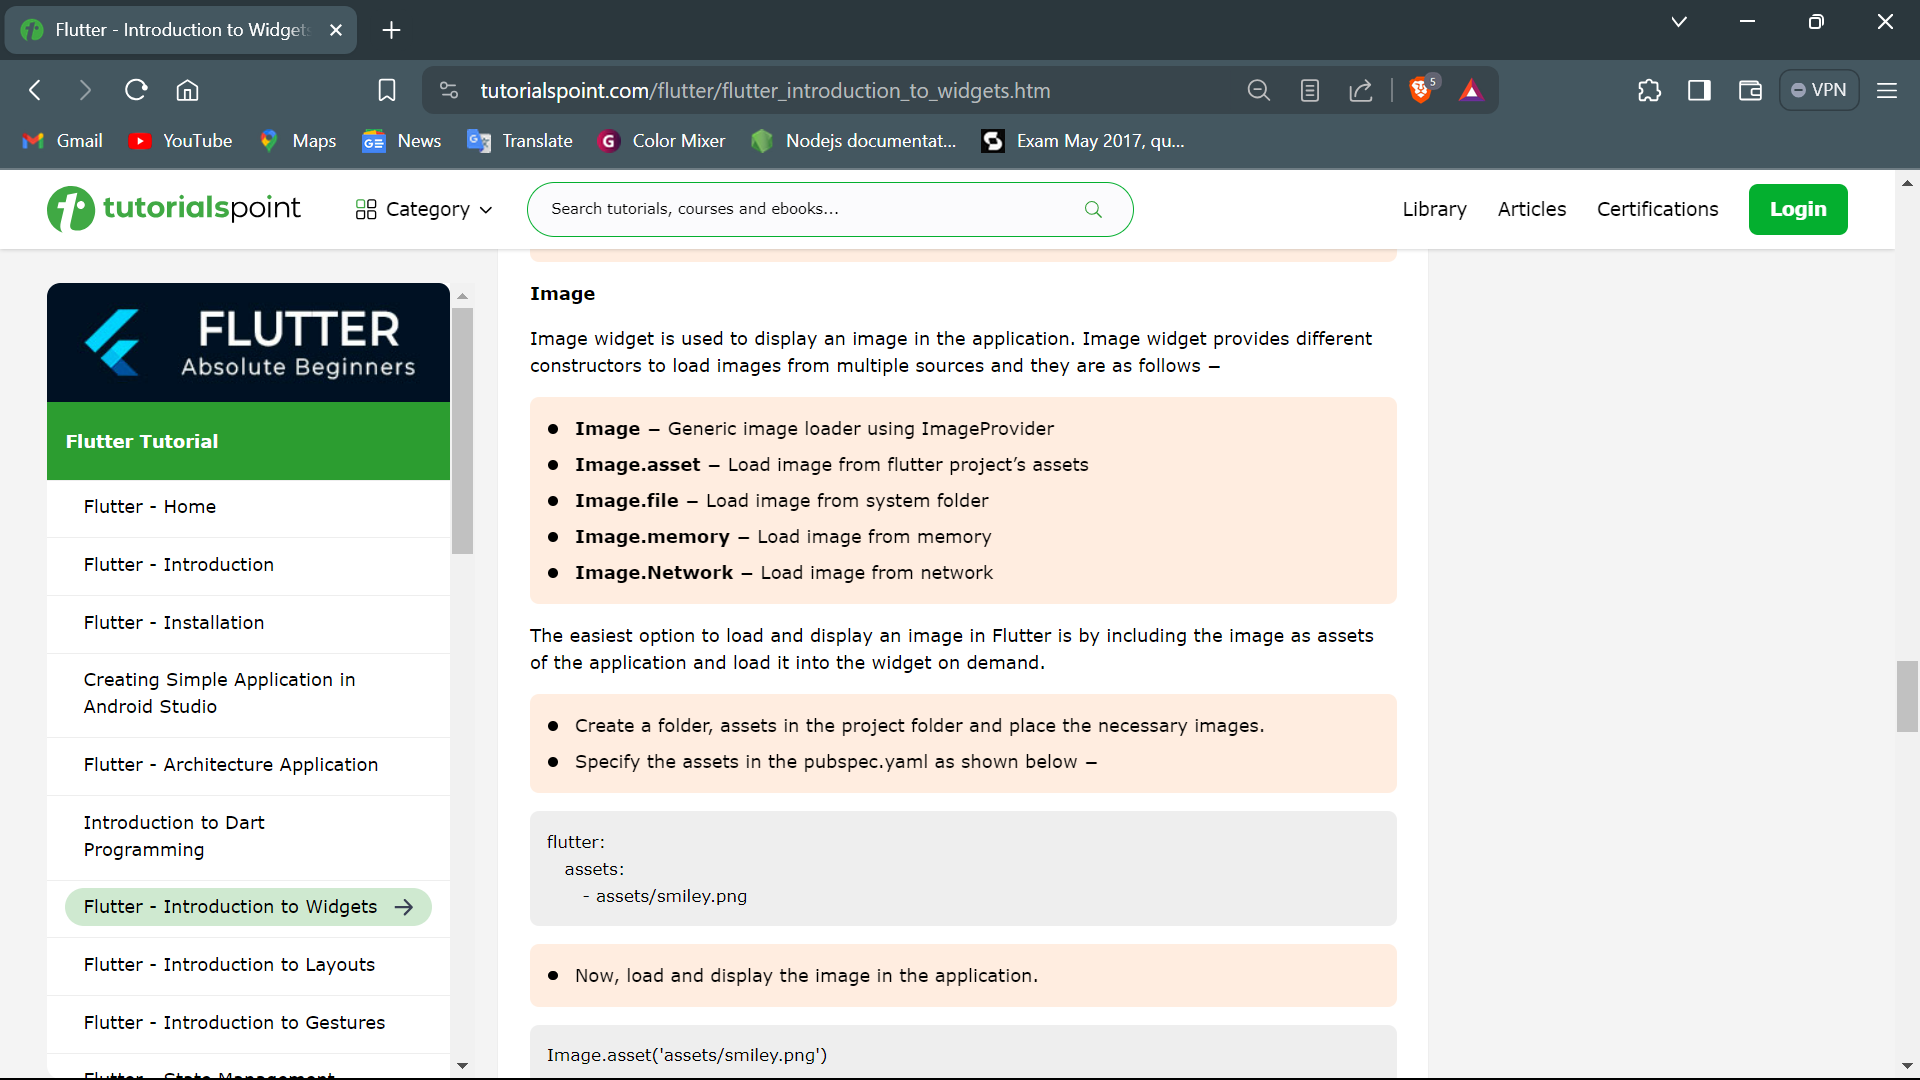 Flutter - Introduction to Widget
tutorialspoint.com/flutter/flutter_introduction_to_widgets.htm
5
VPN
Gmail
YouTube
Maps
News
Translate
Color Mixer
Nodejs documentat...
Exam May 2017, qu...
tutorialspoint
Category
Search tutorials, courses and ebooks...
Library
Articles
Certifications
Login
FLUTTER
Absolute Beginners
Flutter Tutorial
Flutter - Home
Flutter - Introduction
Flutter - Installation
Creating Simple Application in
Android Studio
Flutter - Architecture Application
Introduction to Dart
Programming
Flutter - Introduction to Widgets
Flutter - Introduction to Layouts
Flutter - Introduction to Gestures
Flutter - State Management
Image
Image widget is used to display an image in the application. Image widget provides different
constructors to load images from multiple sources and they are as follows −
Image − Generic image loader using ImageProvider
Image.asset − Load image from flutter project’s assets
Image.file − Load image from system folder
Image.memory − Load image from memory
Image.Network − Load image from network
The easiest option to load and display an image in Flutter is by including the image as assets
of the application and load it into the widget on demand.
Create a folder, assets in the project folder and place the necessary images.
Specify the assets in the pubspec.yaml as shown below −
flutter:
assets:
- assets/smiley.png
Now, load and display the image in the application.
Image.asset('assets/smiley.png')